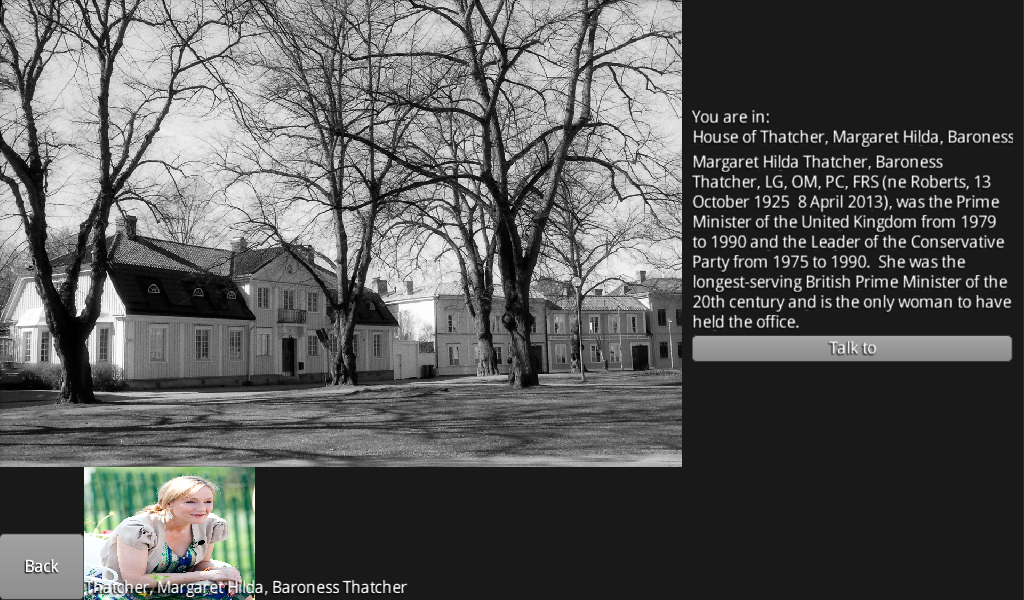 You are in:
House of Thatcher, Margaret Hilda, Baroness
Margaret Hilda Thatcher, Baroness
Thatcher, LG, OM, PC, FRS (ne Roberts, 13
October 1925  8 April 2013), was the Prime
Minister of the United Kingdom from 1979
to 1990 and the Leader of the Conservative
Party from 1975 to 1990.  She was the
longest-serving British Prime Minister of the
20th century and is the only woman to have
held the office.
Talk to
Back
Thatcher, Margaret Hilda, Baroness Thatcher